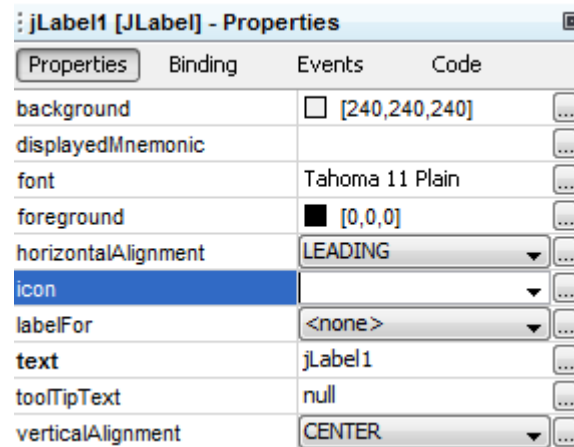 jLabel1 [JLabel] - Properties
Properties Binding Events Code
background [240,240,240] ...
displayedMnemonic ...
font Tahoma 11 Plain ...
foreground [0,0,0] ...
horizontalAlignment LEADING ...
icon ...
labelFor <none> ...
text jLabel1 ...
toolTipText null ...
verticalAlignment CENTER ...